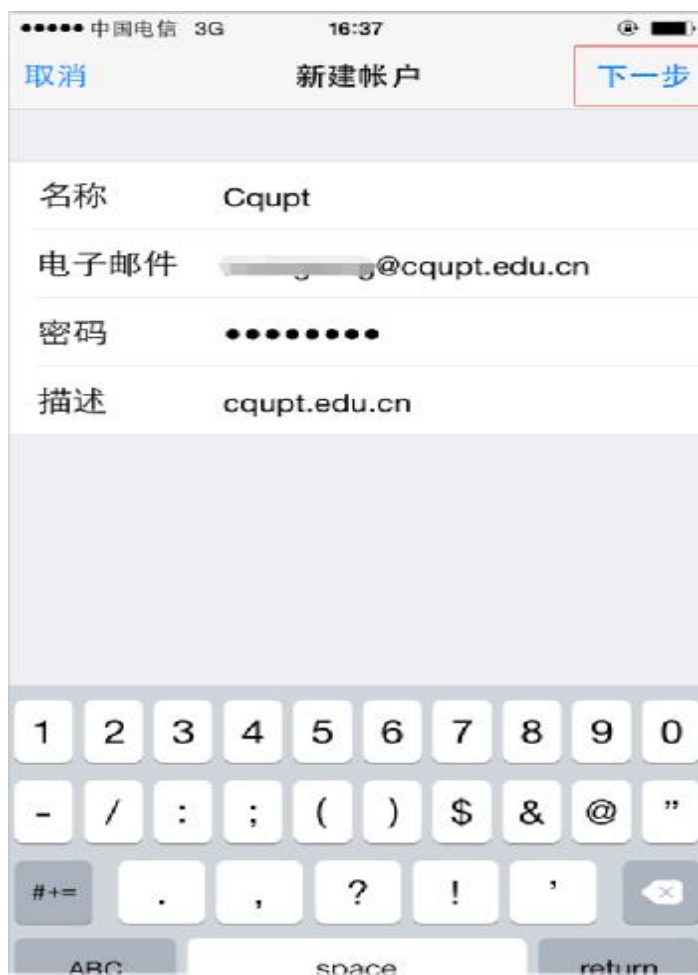 中国电信 3G 16:37
取消 新建帐户 下一步
名称 Cqupt
电子邮件 @cqupt.edu.cn
密码 ●●●●●●●●
描述 cqupt.edu.cn
1 2 3 4 5 6 7 8 9 0
- / : ; ( ) $ & @ ”
#+= . , ? ! ’
ABC space return